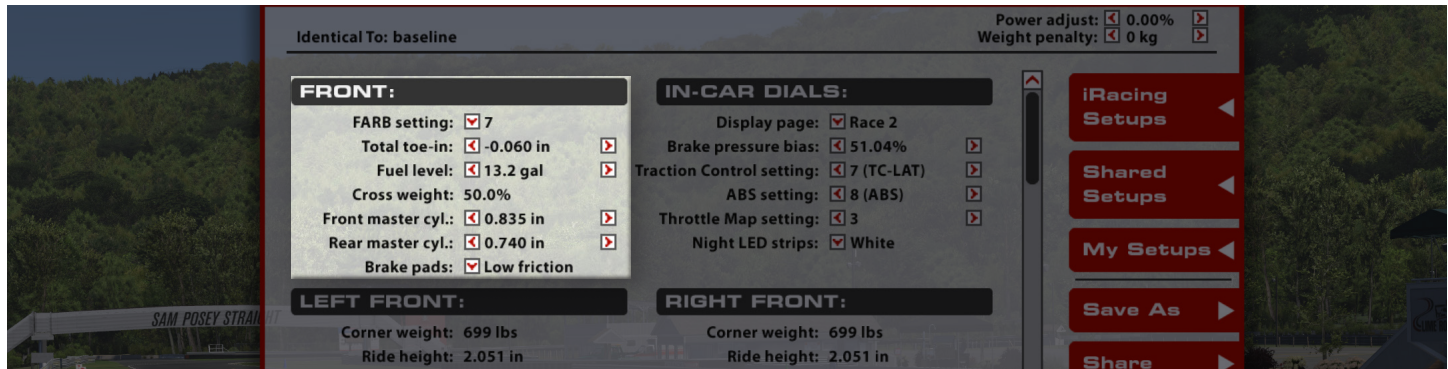 Power adjust: 0.00%
Identical To: baseline
Weight penalty: 0 kg
FRONT:
FARB setting: 7
Total toe-in: -0.060 in
Fuel level: 13.2 gal
Cross weight: 50.0%
Front master cyl.: 0.835 in
Rear master cyl.: 0.740 in
Brake pads: Low friction
IN-CAR DIALS:
Display page: Race 2
Brake pressure bias: 51.04%
Traction Control setting: 7 (TC-LAT)
ABS setting: 8 (ABS)
Throttle Map setting: 3
Night LED strips: White
LEFT FRONT:
Corner weight: 699 lbs
Ride height: 2.051 in
RIGHT FRONT:
Corner weight: 699 lbs
Ride height: 2.051 in
iRacing
Setups
Shared
Setups
My Setups
Save As
Share
SAM POSEY STRAIGHT